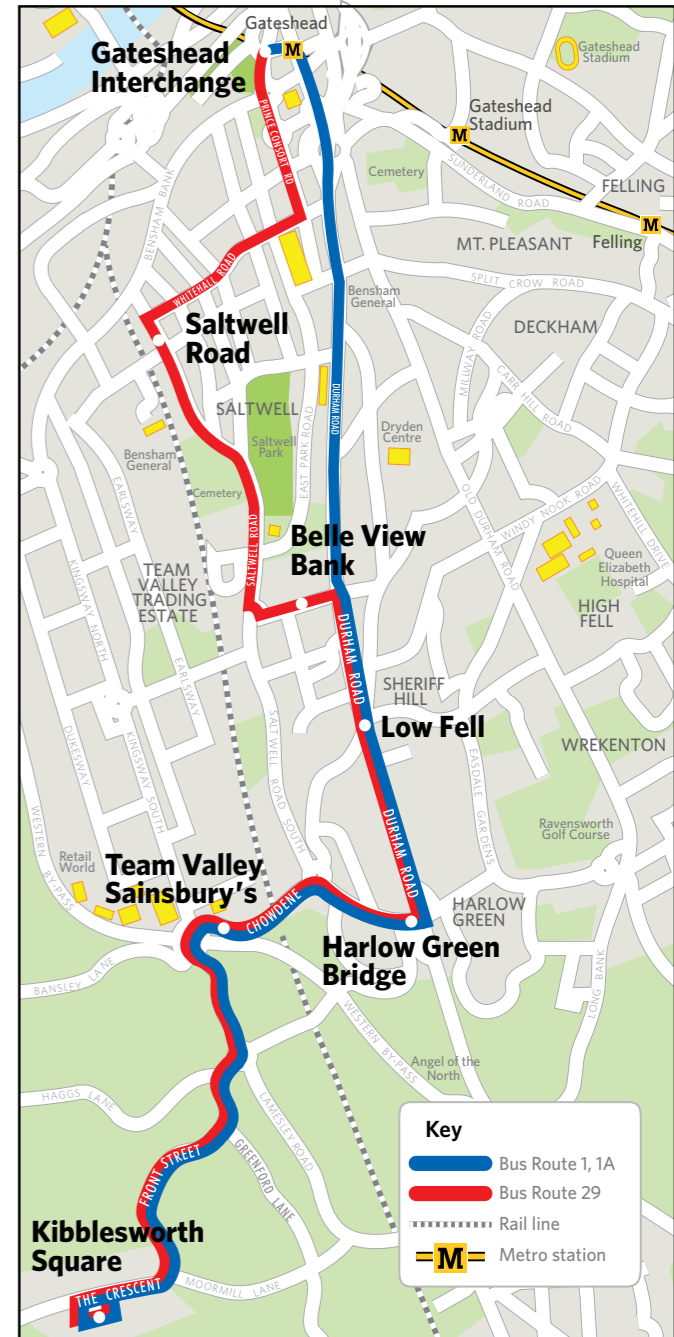 Gateshead
Gateshead
Interchange
M
Gateshead
Stadium
Gateshead
Stadium
M
PRINCE CONSORT RD
Cemetery
SUNDERLAND ROAD
FELLING
BENSHAM BANK
M
MT. PLEASANT
Felling
WHITEHALL ROAD
SPLIT CROW ROAD
Bensham
General
Saltwell
Road
DECKHAM
MILLWAY ROAD
CARR HILL ROAD
SALTWELL
DURHAM ROAD
EAST PARK ROAD
Saltwell
Park
Dryden
Centre
Bensham
General
Cemetery
EARLSWAY
OLD DURHAM ROAD
WINDY NOOK ROAD
WHITEHILL DRIVE
SALTWELL ROAD
Belle View
Bank
Queen
Elizabeth
Hospital
TEAM
VALLEY
TRADING
ESTATE
KINGSWAY NORTH
HIGH
FELL
DURHAM ROAD
EARLSWAY
SHERIFF
HILL
Low Fell
DUKESWAY
KINGSWAY SOUTH
SALTWELL ROAD SOUTH
WREKENTON
EASDALE GARDENS
WESTERN BY-PASS
DURHAM ROAD
Ravensworth
Golf Course
Retail
World
Team Valley
Sainsbury's
CHOWDENE
HARLOW
GREEN
Harlow Green
Bridge
BANSLEY LANE
LONG BANK
WESTERN BY-PASS
Angel of the
North
HAGGS LANE
LAMESLEY ROAD
GREENFORD LANE
FRONT STREET
Kibblesworth
Square
THE CRESCENT
MOORMILL LANE
Key
Bus Route 1, 1A
Bus Route 29
Rail line
M
Metro station